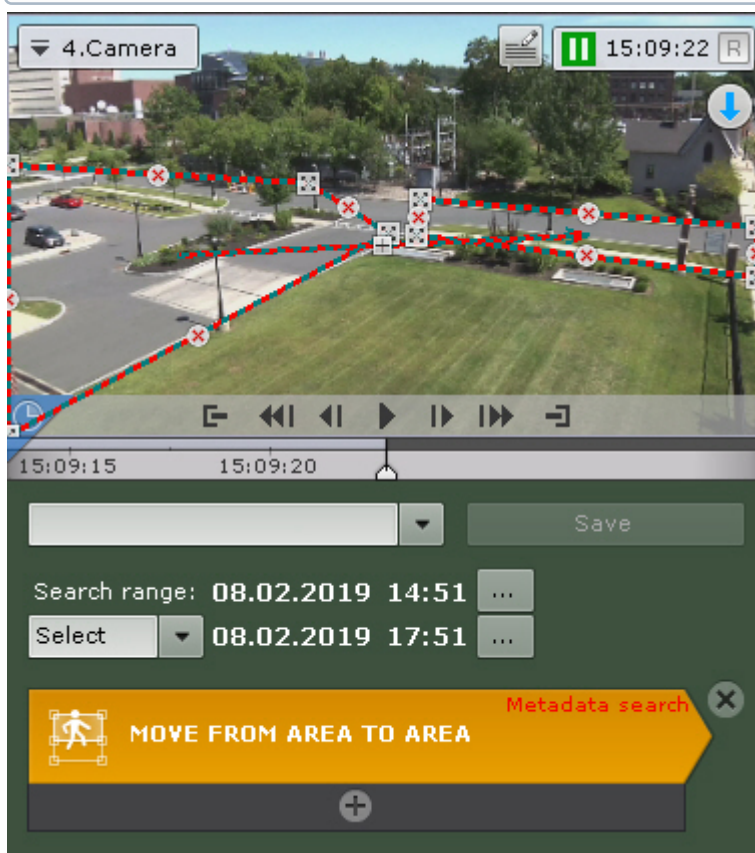 4.Camera
15:09:22 R
15:09:15 15:09:20
Save
Search range: 08.02.2019 14:51 ...
Select 08.02.2019 17:51 ...
Metadata search
MOVE FROM AREA TO AREA